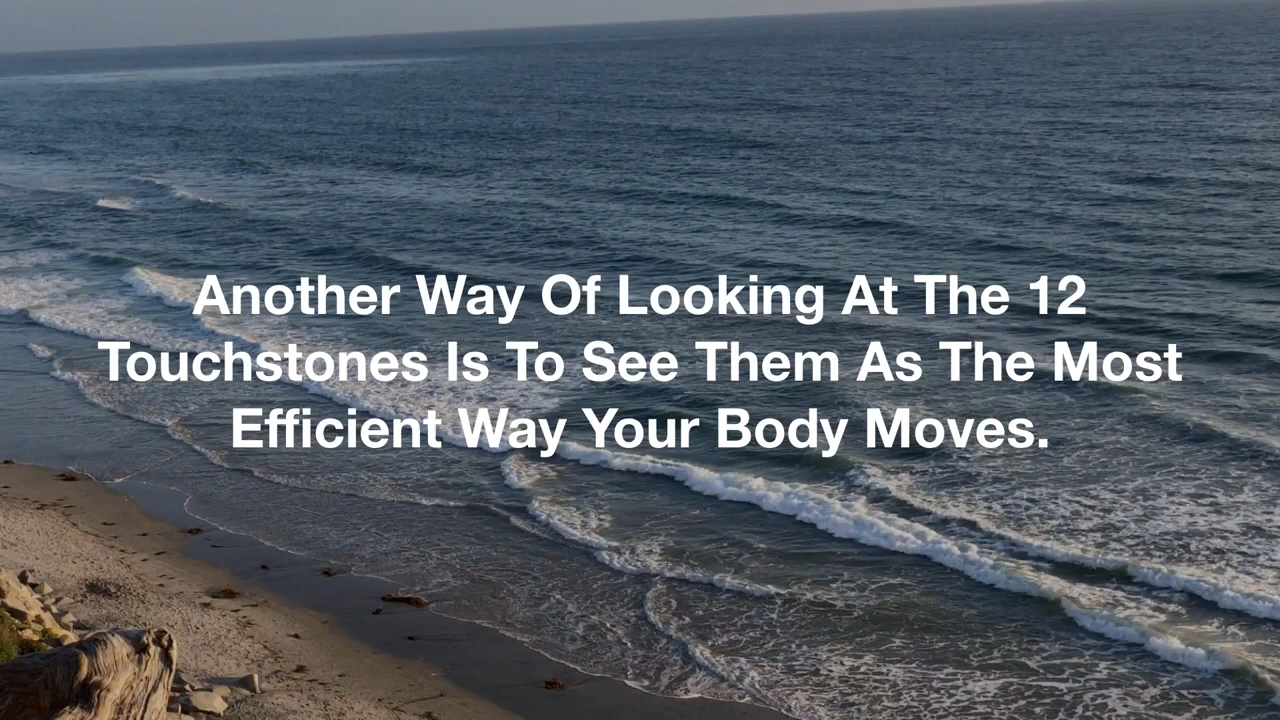 Another Way Of Looking At The 12
Touchstones Is To See Them As The Most
Efficient Way Your Body Moves.